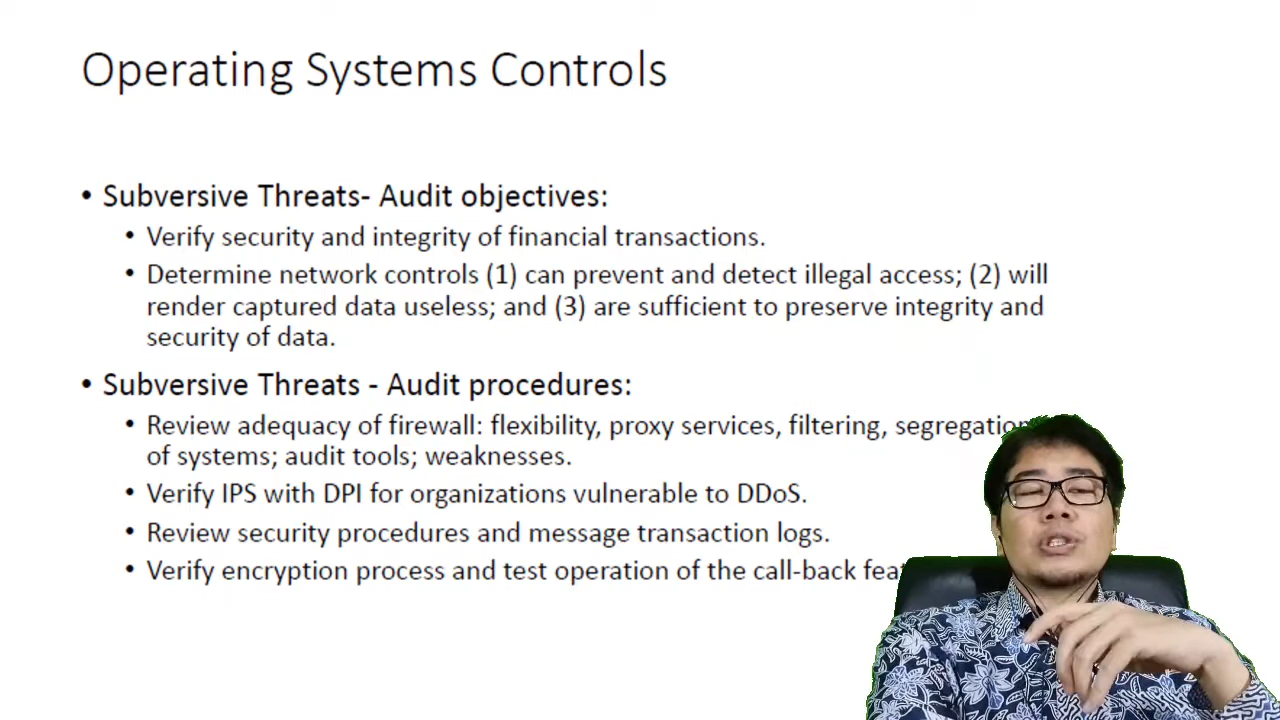 Operating Systems Controls
• Subversive Threats- Audit objectives:
• Verify security and integrity of financial transactions.
• Determine network controls (1) can prevent and detect illegal access; (2) will
render captured data useless; and (3) are sufficient to preserve integrity and
security of data.
• Subversive Threats - Audit procedures:
• Review adequacy of firewall: flexibility, proxy services, filtering, segregation
of systems; audit tools; weaknesses.
• Verify IPS with DPI for organizations vulnerable to DDoS.
• Review security procedures and message transaction logs.
• Verify encryption process and test operation of the call-back